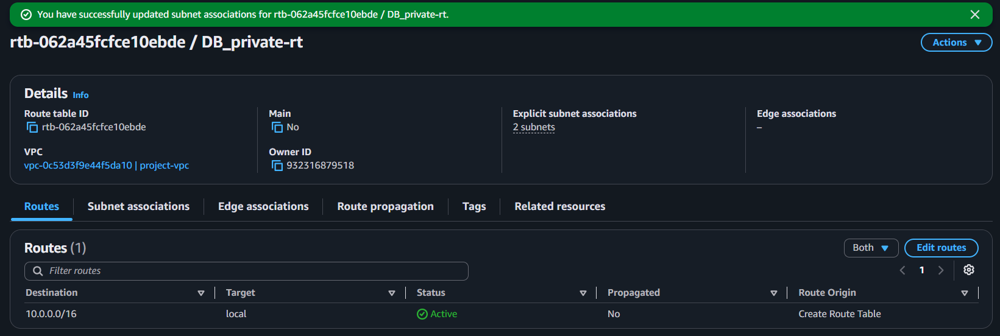 You have successfully updated subnet associations for rtb-062a45fcfce10ebde / DB_private-rt.
rtb-062a45fcfce10ebde / DB_private-rt
Actions
Details Info
Route table ID
rtb-062a45fcfce10ebde
Main
No
Explicit subnet associations
2 subnets
Edge associations
–
VPC
vpc-0c53d3f9e44f5da10 | project-vpc
Owner ID
932316879518
Routes
Subnet associations
Edge associations
Route propagation
Tags
Related resources
Routes (1)
Both
Edit routes
Filter routes
1
Destination Target Status Propagated Route Origin
10.0.0.0/16 local Active No Create Route Table